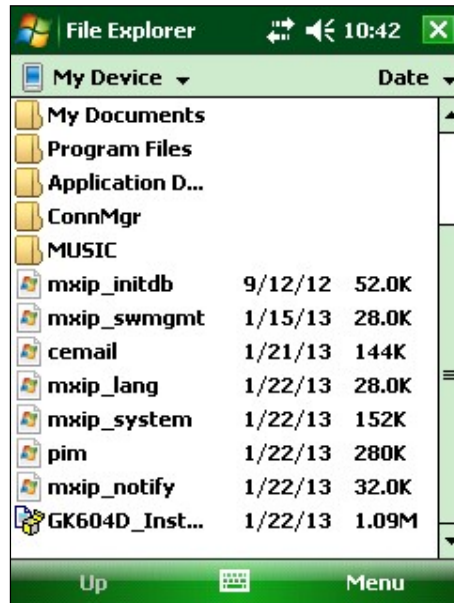 File Explorer 10:42
My Device Date
My Documents
Program Files
Application D...
ConnMgr
MUSIC
mxip_initdb 9/12/12 52.0K
mxip_swmgmt 1/15/13 28.0K
cemail 1/21/13 144K
mxip_lang 1/22/13 28.0K
mxip_system 1/22/13 152K
pim 1/22/13 280K
mxip_notify 1/22/13 32.0K
GK604D_Inst... 1/22/13 1.09M
Up Menu